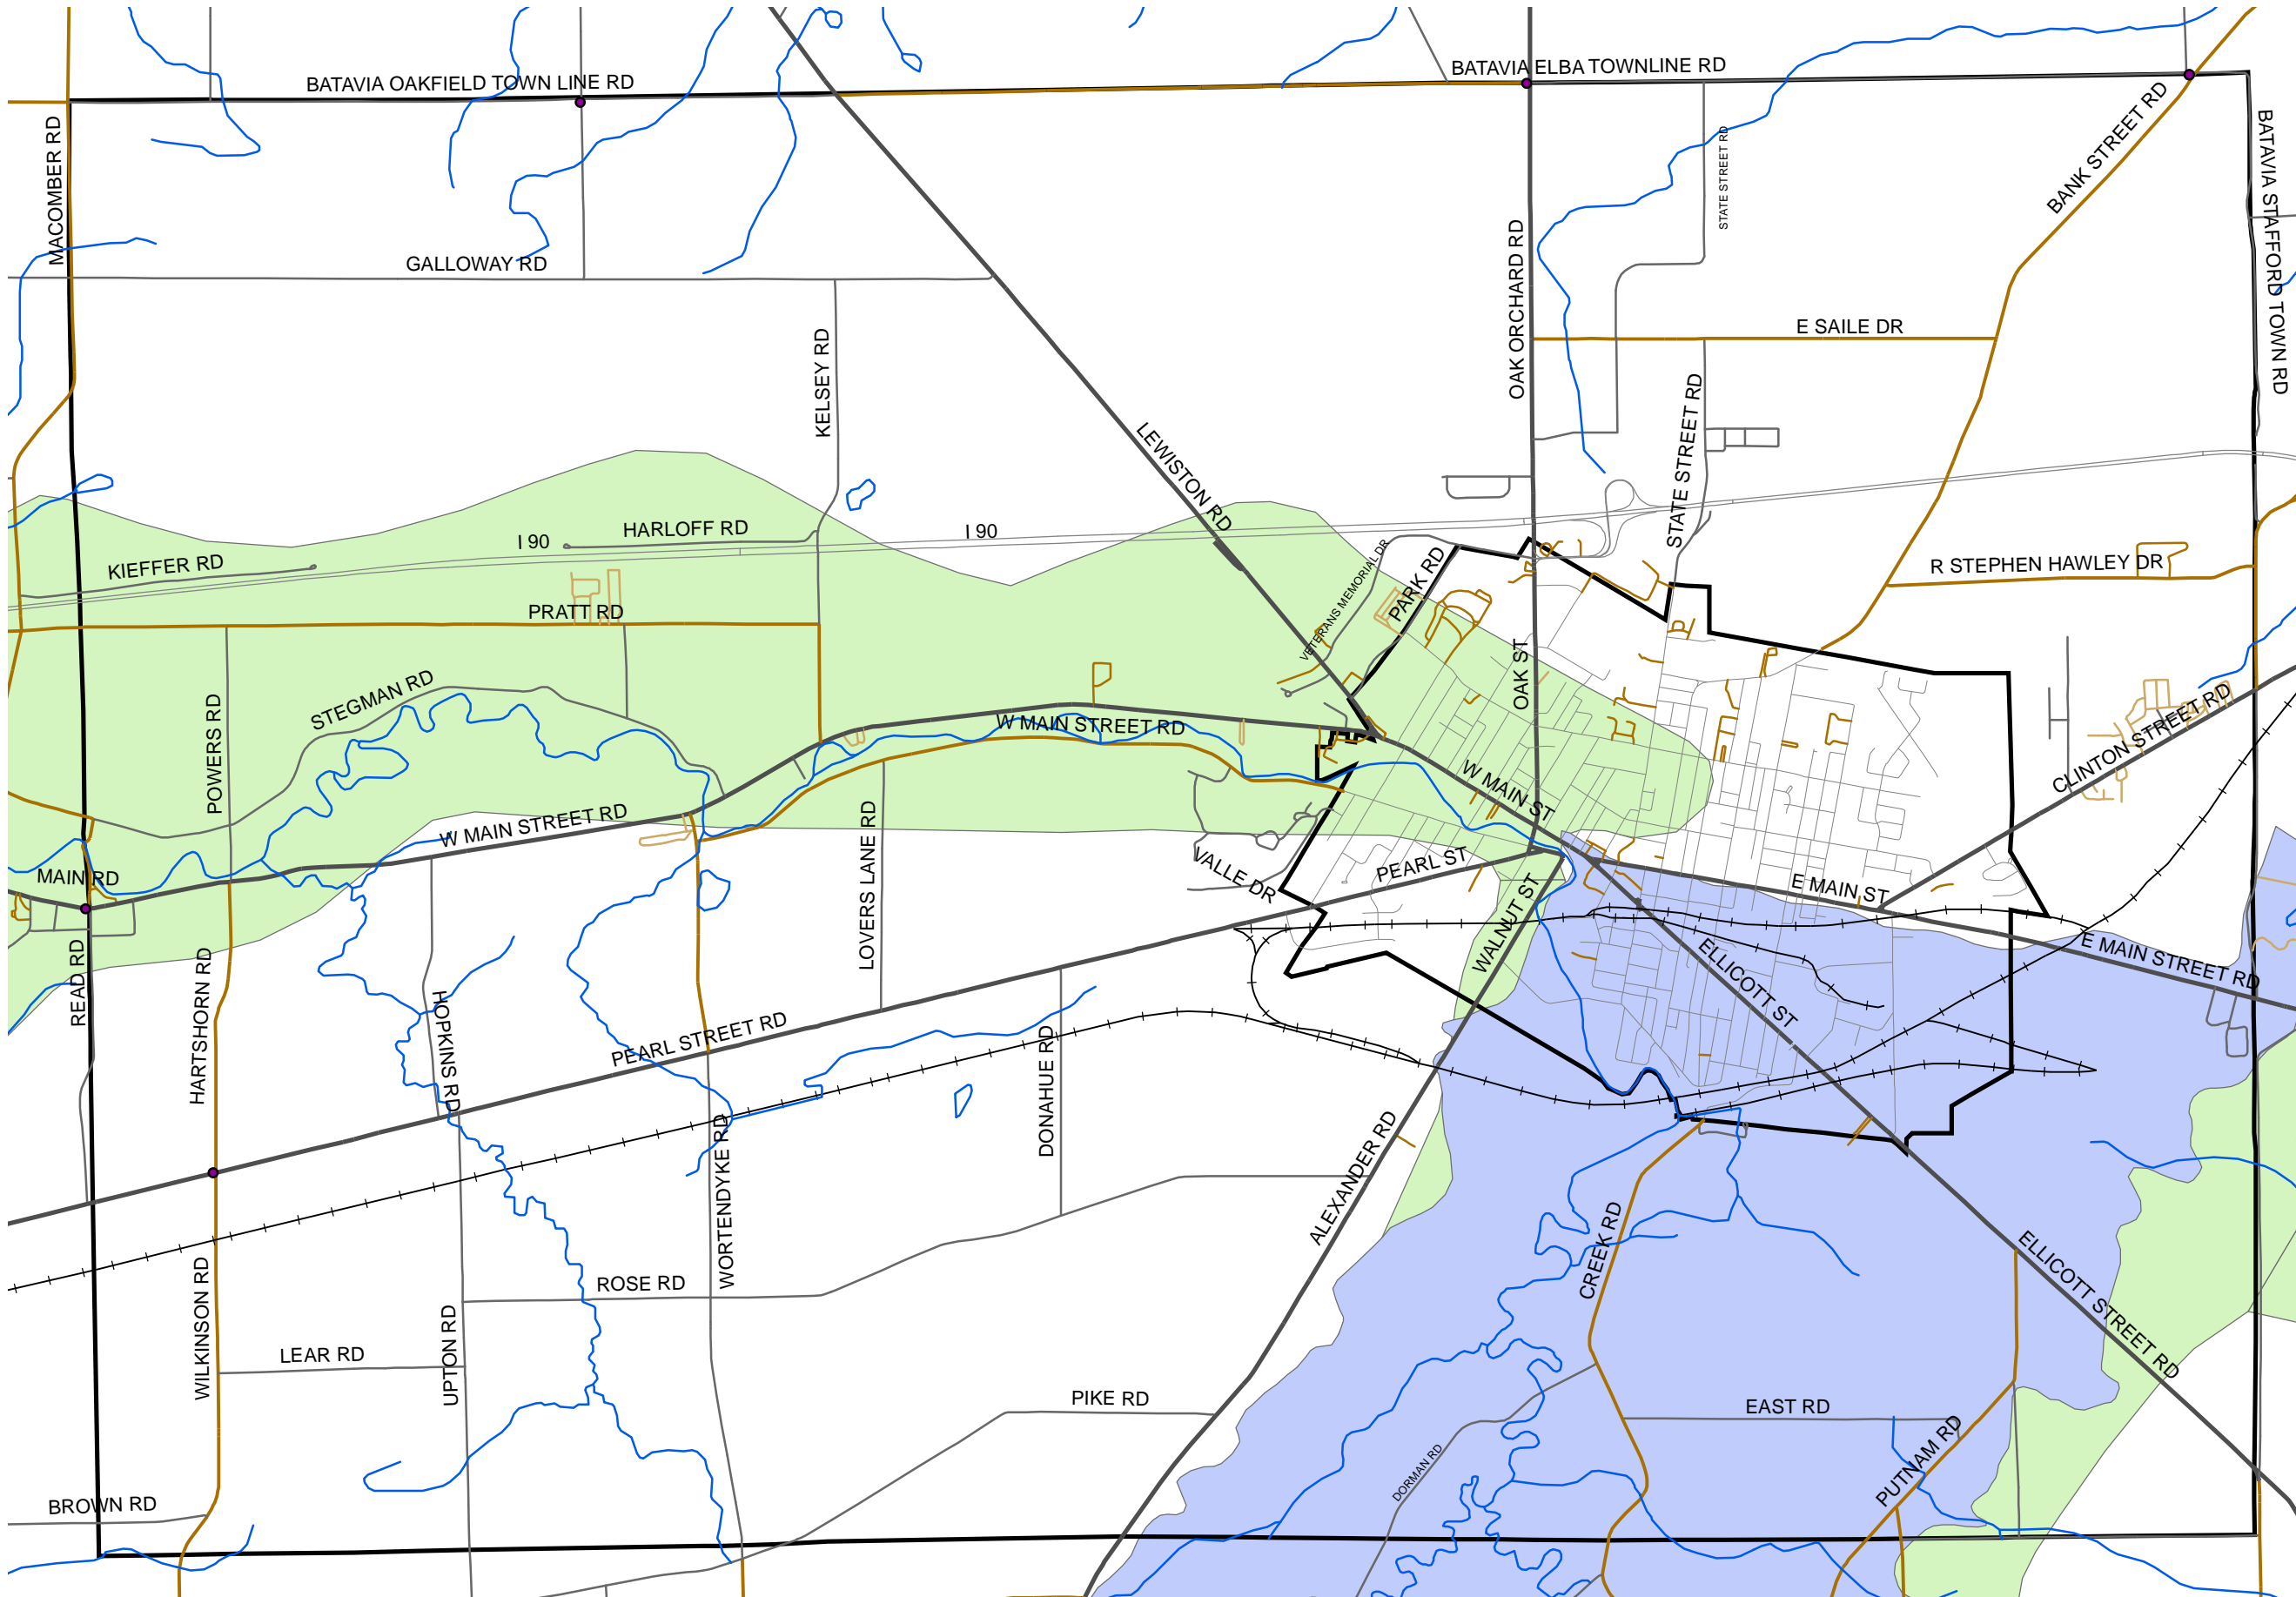 BATAVIA ELBA TOWNLINE RD
BATAVIA OAKFIELD TOWN LINE RD
BANK STREET RD
MACOMBER RD
STATE STREET RD
BATAVIA STAFFORD TOWN RD
GALLOWAY RD
OAK ORCHARD RD
E SAILE DR
KELSEY RD
LEWISTON RD
STATE STREET RD
HARLOFF RD
I 90
I 90
KIEFFER RD
R STEPHEN HAWLEY DR
VETERANS MEMORIAL DR
PARK RD
PRATT RD
OAK ST
STEGMAN RD
POWERS RD
W MAIN STREET RD
CLINTON STREET RD
W MAIN ST
W MAIN STREET RD
LOVERS LANE RD
PEARL ST
VALLE DR
MAIN RD
E MAIN ST
WALNUT ST
ELLICOTT ST
E MAIN STREET RD
READ RD
HARTSHORN RD
HOPKINS RD
PEARL STREET RD
DONAHUE RD
ALEXANDER RD
WORTENDYKE RD
CREEK RD
ROSE RD
ELLICOTT STREET RD
WILKINSON RD
LEAR RD
UPTON RD
PIKE RD
EAST RD
DORMAN RD
PUTNAM RD
BROWN RD